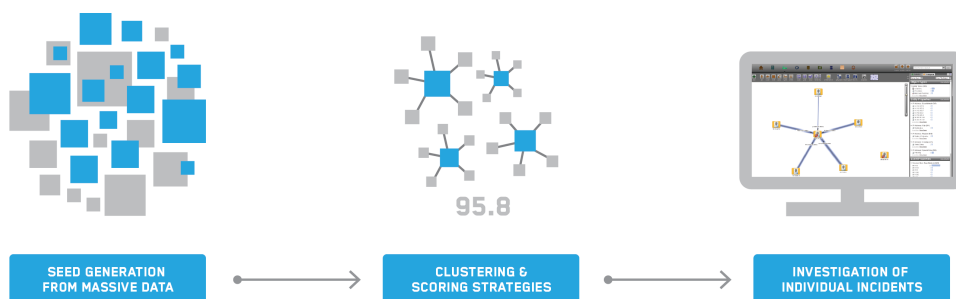 95.8
SEED GENERATION
FROM MASSIVE DATA
CLUSTERING &
SCORING STRATEGIES
INVESTIGATION OF
INDIVIDUAL INCIDENTS